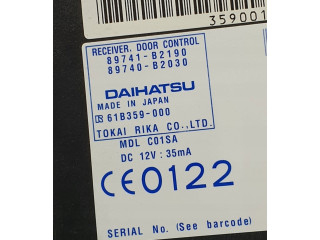 359001
RECEIVER, DOOR CONTROL
89741-B2190
89740-B2030
DAIHATSU
MADE IN JAPAN
61B359-000
TOKAI RIKA CO.,LTD.
MDL C01SA
DC 12V:35mA
CE0122
SERIAL No. (See barcode)